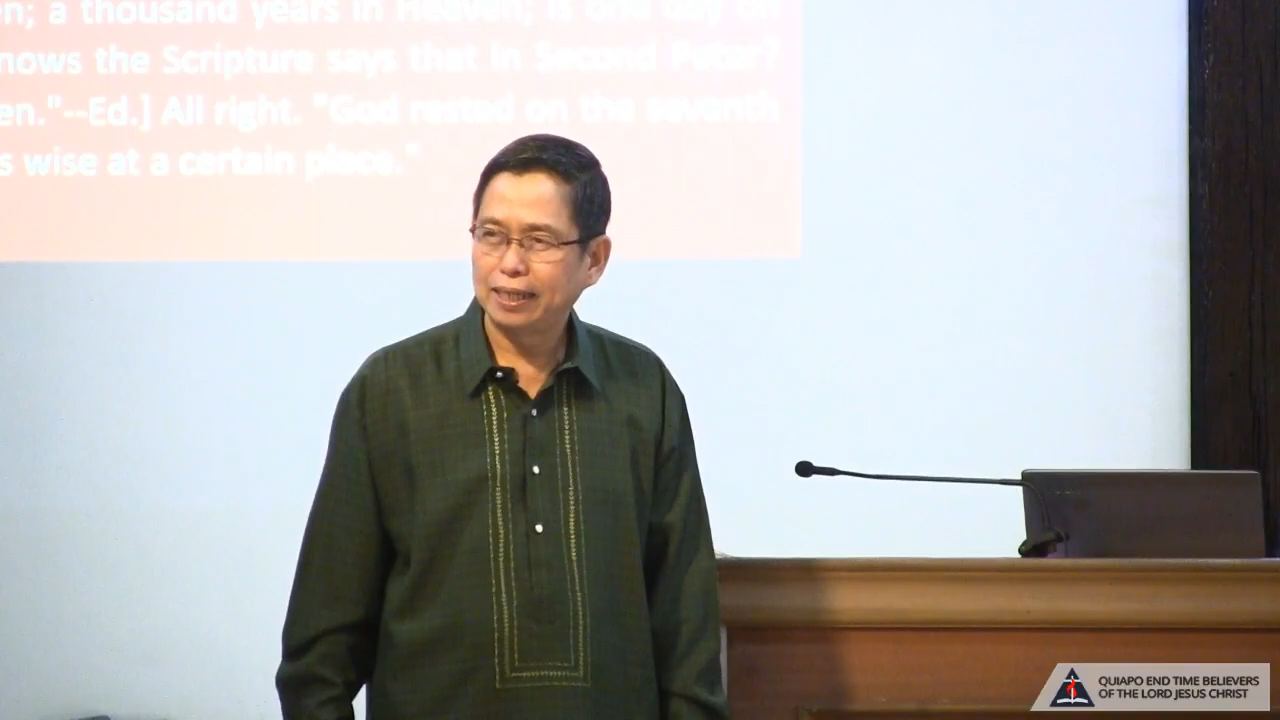 en; a thousand years in Heaven; is one day on
nows the Scripture says that in Second Peter?
en."--Ed.] All right. "God rested on the seventh
s wise at a certain place."
QUIAPO END TIME BELIEVERS
OF THE LORD JESUS CHRIST